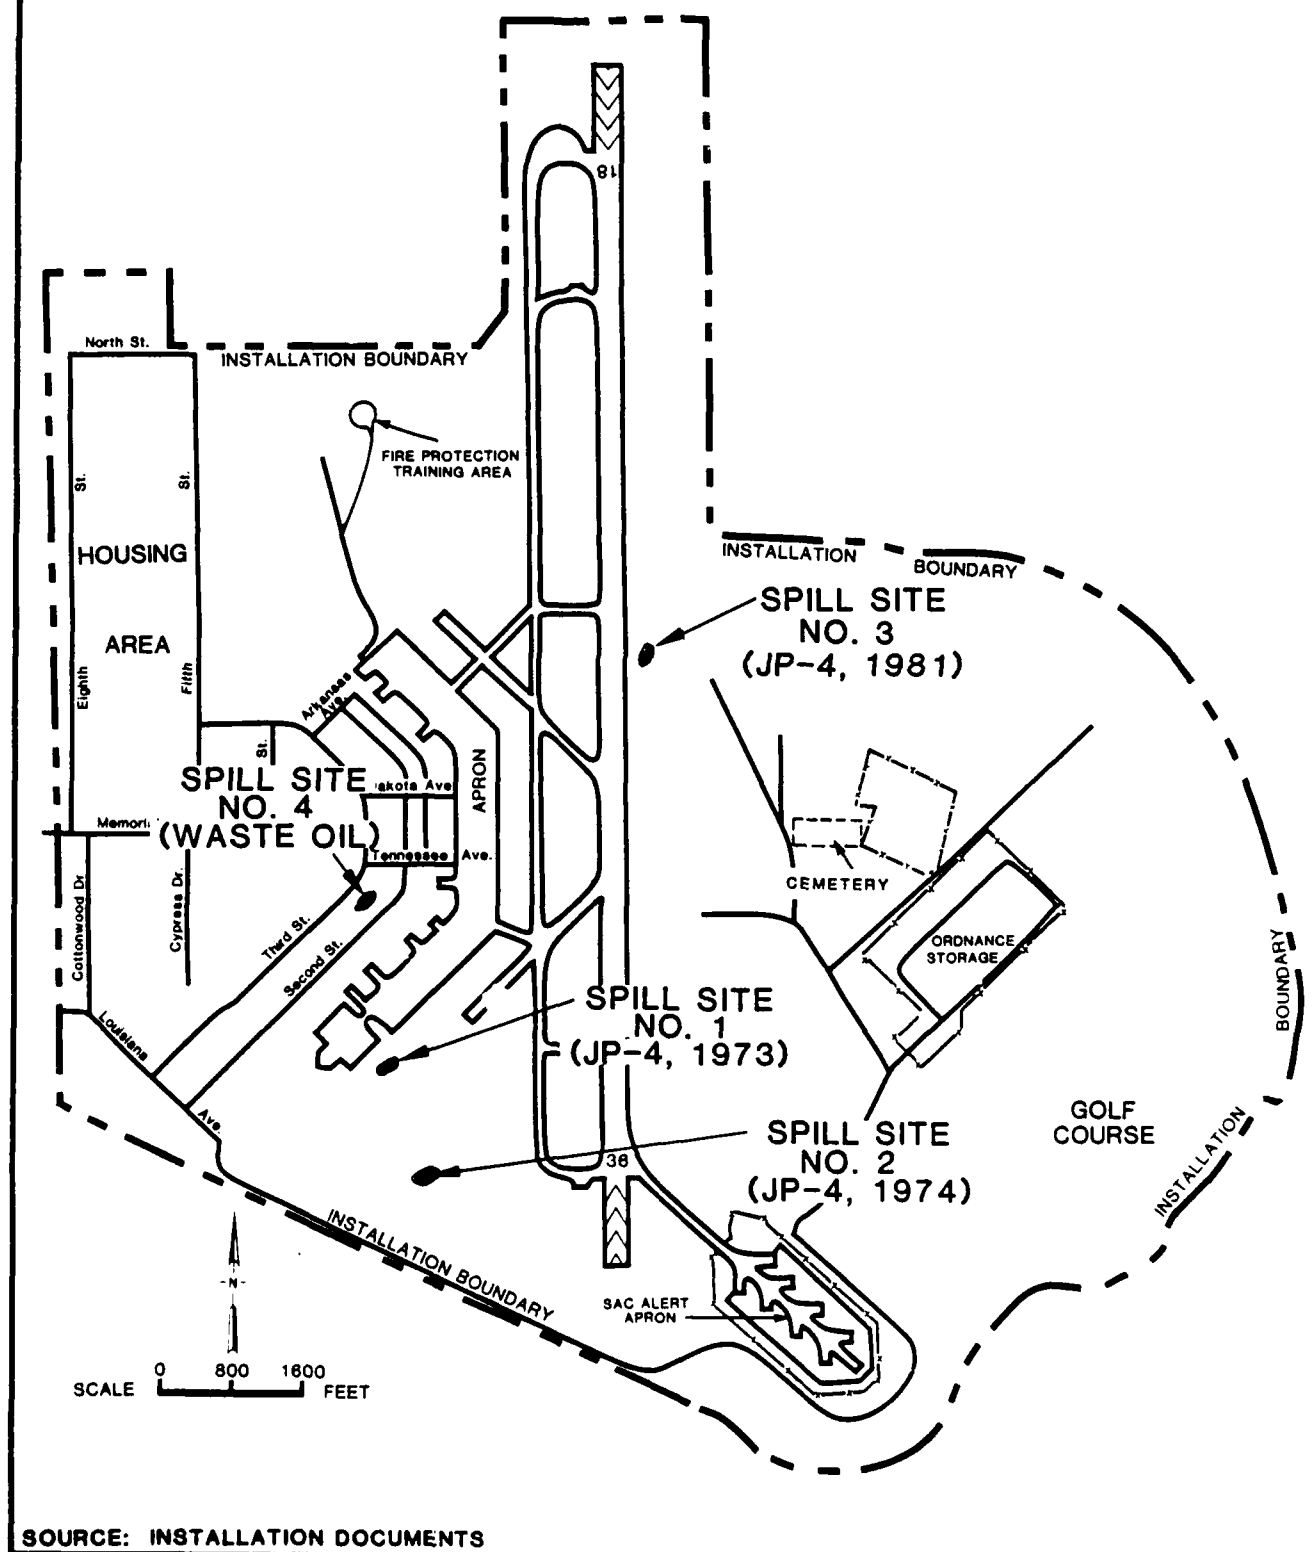 18
North St.
INSTALLATION BOUNDARY
FIRE PROTECTION
TRAINING AREA
St.
St.
HOUSING
AREA
Eighth
Fifth
INSTALLATION
BOUNDARY
SPILL SITE
NO. 3
(JP-4, 1981)
Arkansas
Ave.
St.
APRON
SPILL SITE
NO. 4
(WASTE OIL)
akota Ave
Memori
Tennessee Ave.
CEMETERY
Cottonwood Dr
Cypress Dr.
Third St.
Second St.
ORDNANCE
STORAGE
BOUNDARY
SPILL SITE
NO. 1
(JP-4, 1973)
Louisiana
Ave.
GOLF
COURSE
INSTALLATION
SPILL SITE
NO. 2
(JP-4, 1974)
36
INSTALLATION BOUNDARY
-N-
SAC ALERT
APRON
0 800 1600
SCALE FEET
SOURCE: INSTALLATION DOCUMENTS